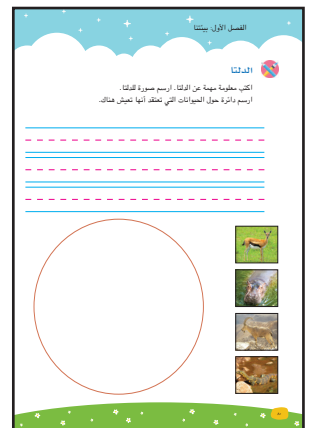 الفصل الأول: بيئتنا
الدلتا
اكتب معلومة مهمة عن الدلتا. ارسم صورة للدلتا.
ارسم دائرة حول الحيوانات التي تعتقد أنها تعيش هناك.